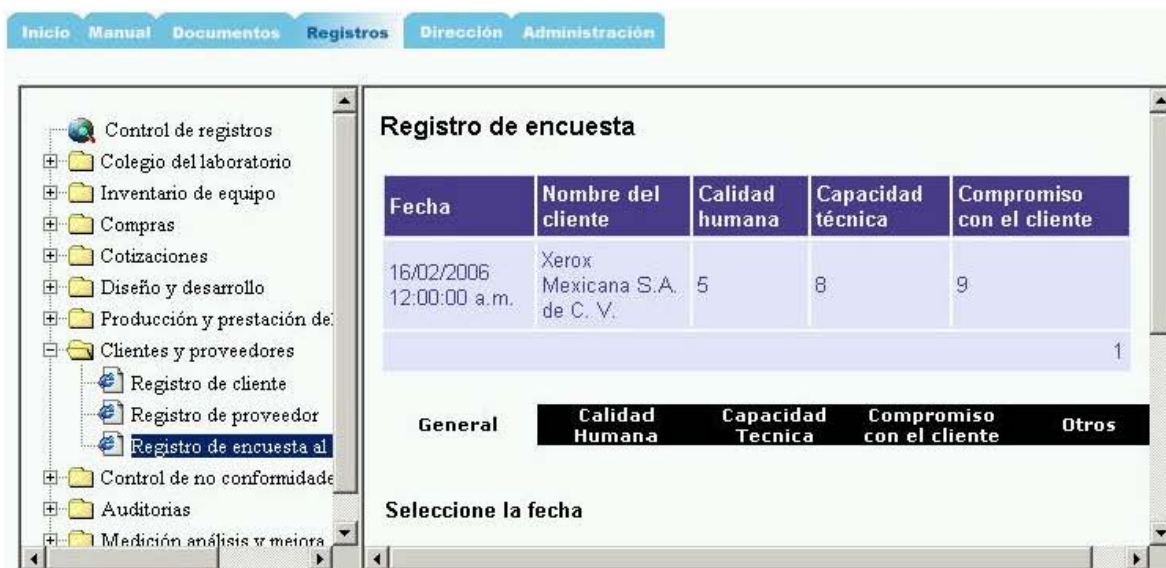 Inicio Manual Documentos Registros Dirección Administración
Control de registros
Colegio del laboratorio
Inventario de equipo
Compras
Cotizaciones
Diseño y desarrollo
Producción y prestación del
Clientes y proveedores
Registro de cliente
Registro de proveedor
Registro de encuesta al
Control de no conformidade
Auditorias
Medición análisis y mejora
Registro de encuesta
Fecha
Nombre del
cliente
Calidad
humana
Capacidad
técnica
Compromiso
con el cliente
16/02/2006
12:00:00 a.m.
Xerox
Mexicana S.A.
de C. V.
5
8
9
1
General
Calidad
Humana
Capacidad
Tecnica
Compromiso
con el cliente
Otros
Seleccione la fecha